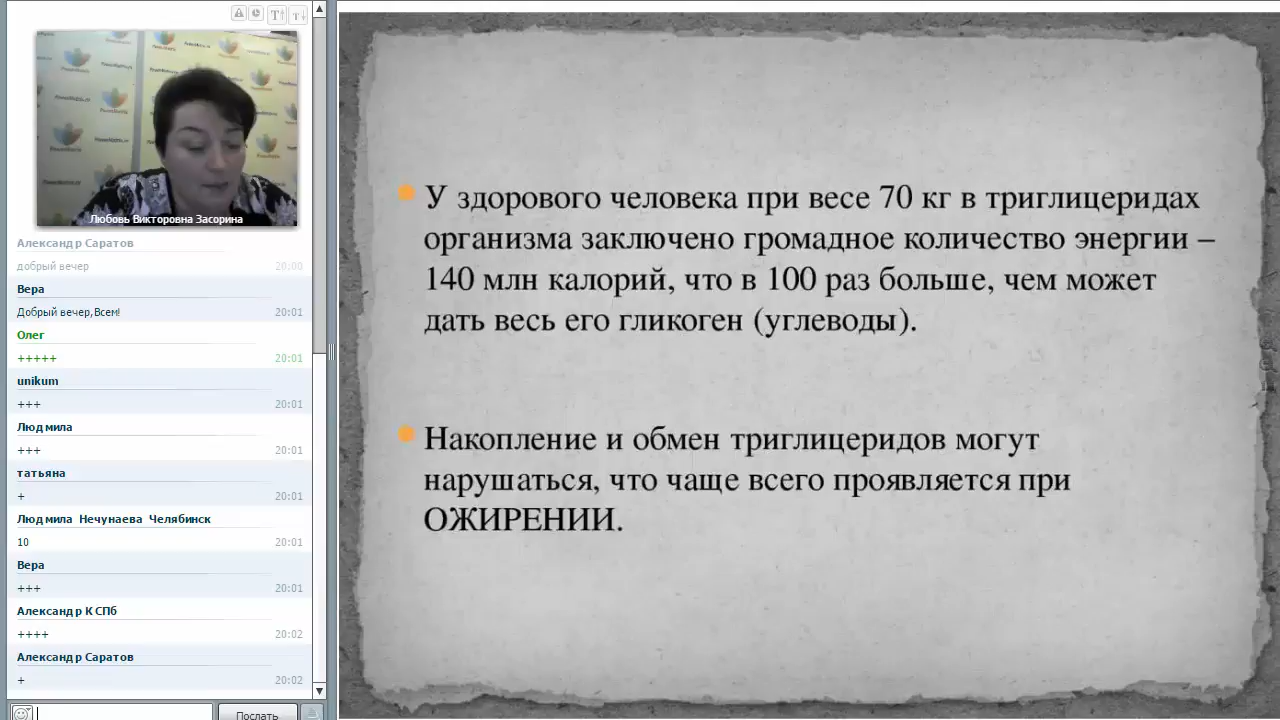 Любовь Викторовна Засорина
Александр Саратов
добрый вечер 20:00
Вера
Добрый вечер,Всем! 20:01
Олег
+++++ 20:01
unikum
+++ 20:01
Людмила
+++ 20:01
татьяна
+ 20:01
Людмила Нечунаева Челябинск
10 20:01
Вера
+++ 20:01
Александр К СПб
++++ 20:02
Александр Саратов
+ 20:02
Послать
У здорового человека при весе 70 кг в триглицеридах
организма заключено громадное количество энергии –
140 млн калорий, что в 100 раз больше, чем может
дать весь его гликоген (углеводы).
Накопление и обмен триглицеридов могут
нарушаться, что чаще всего проявляется при
ОЖИРЕНИИ.